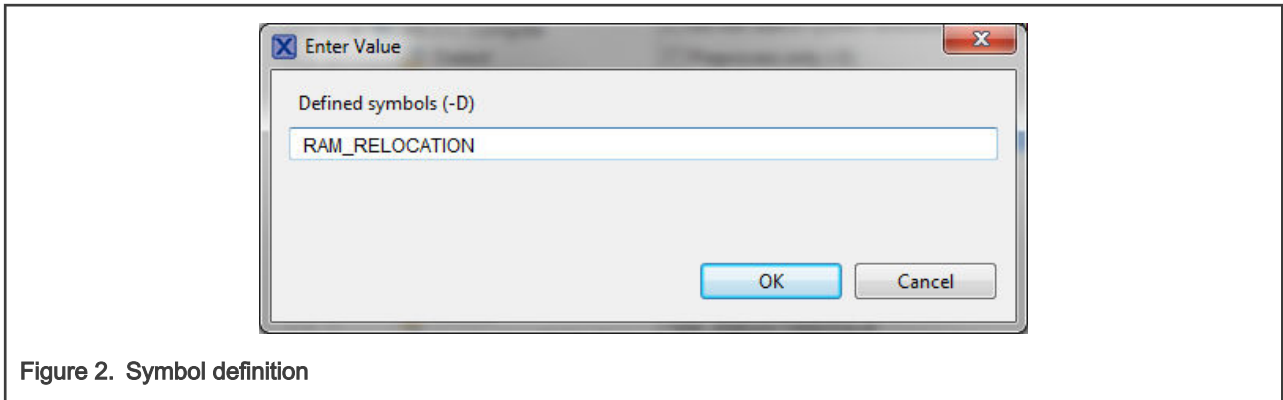 Enter Value
Defined symbols (-D)
RAM_RELOCATION
OK Cancel
Figure 2. Symbol definition